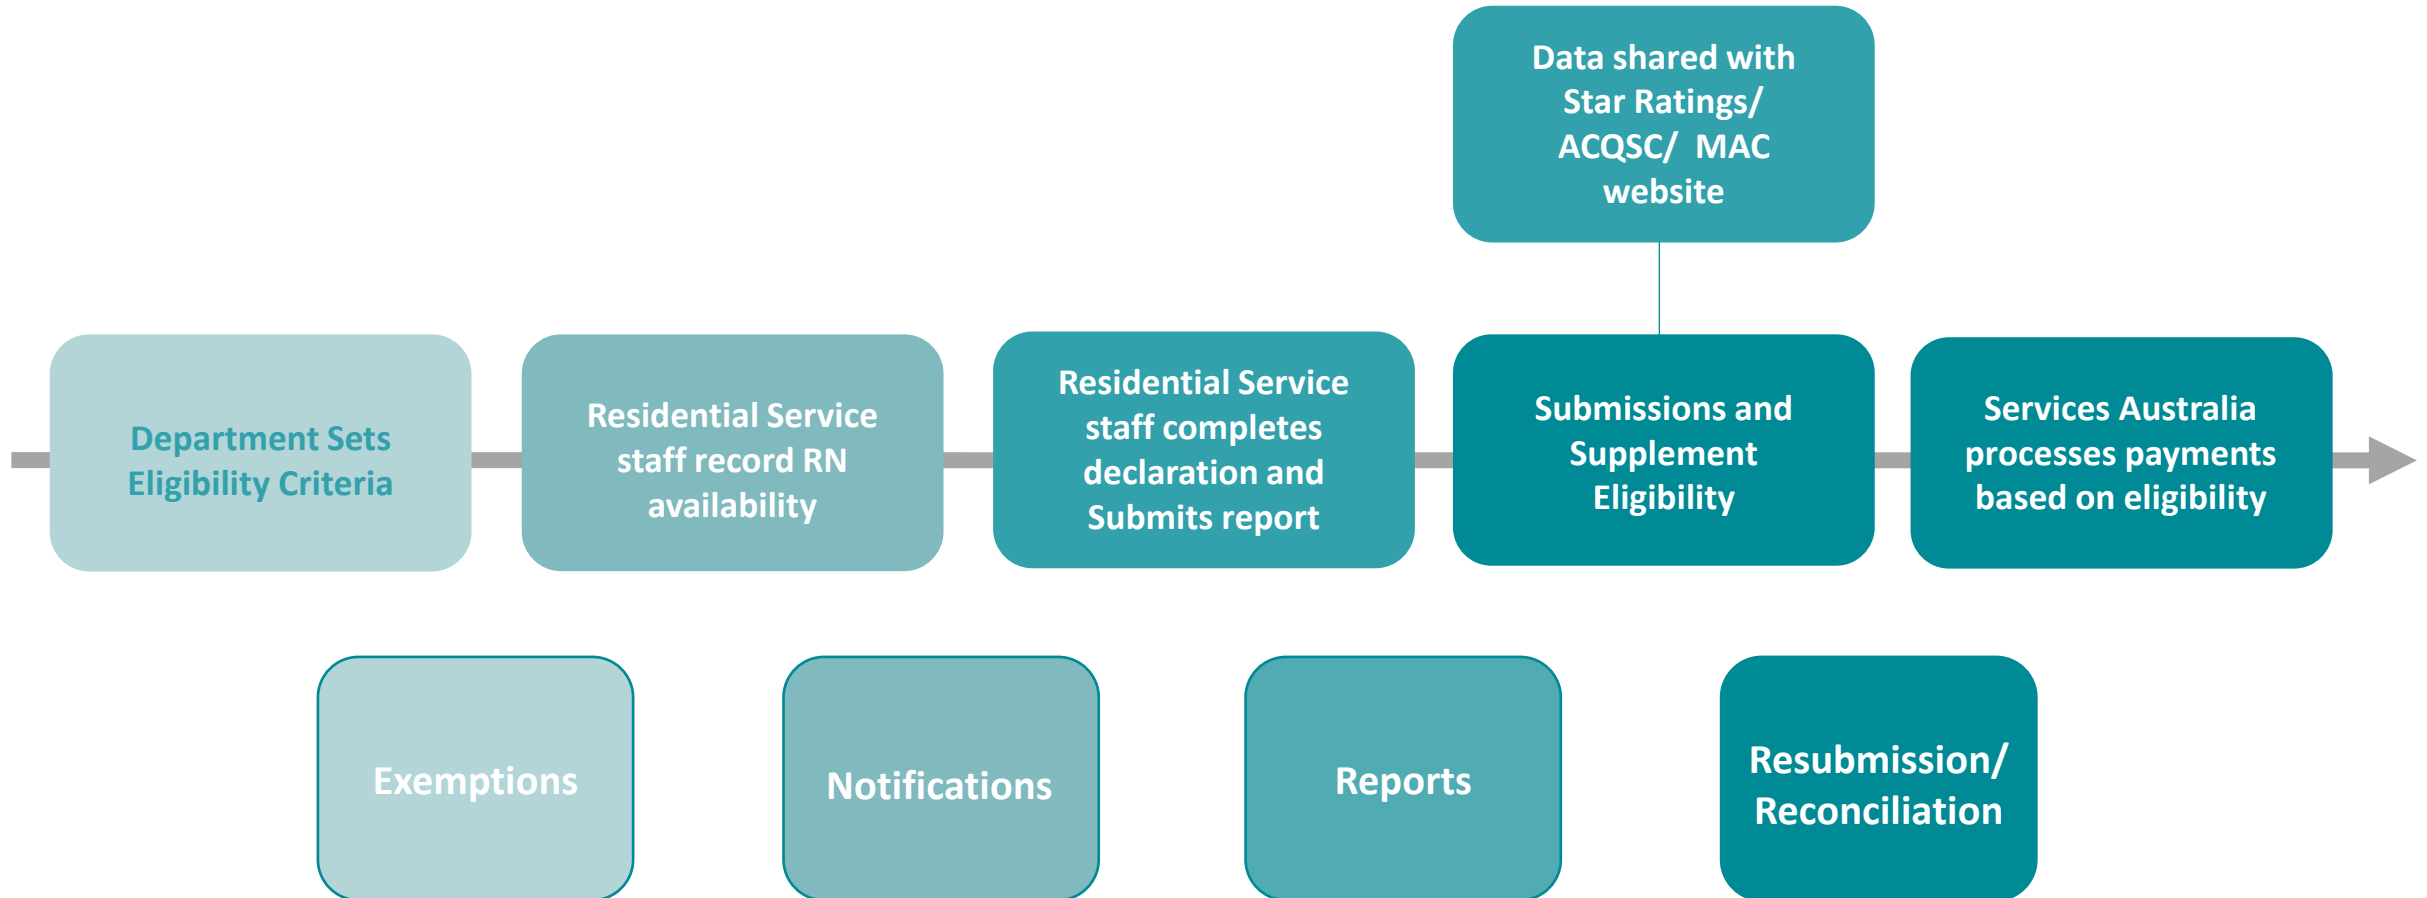 Data shared with
Star Ratings/
ACQSC/ MAC
website
Department Sets
Eligibility Criteria
Residential Service
staff record RN
availability
Residential Service
staff completes
declaration and
Submits report
Submissions and
Supplement
Eligibility
Services Australia
processes payments
based on eligibility
Exemptions
Notifications
Reports
Resubmission/
Reconciliation